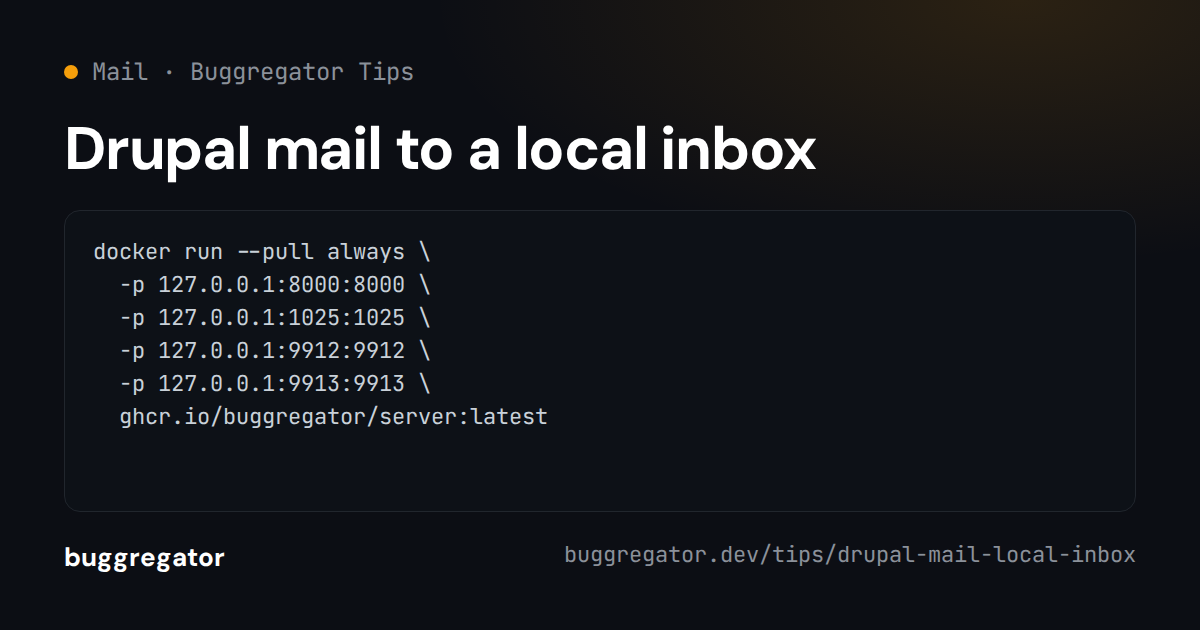 Mail · Buggregator Tips
Drupal mail to a local inbox
docker run --pull always \
  -p 127.0.0.1:8000:8000 \
  -p 127.0.0.1:1025:1025 \
  -p 127.0.0.1:9912:9912 \
  -p 127.0.0.1:9913:9913 \
  ghcr.io/buggregator/server:latest
buggregator
buggregator.dev/tips/drupal-mail-local-inbox